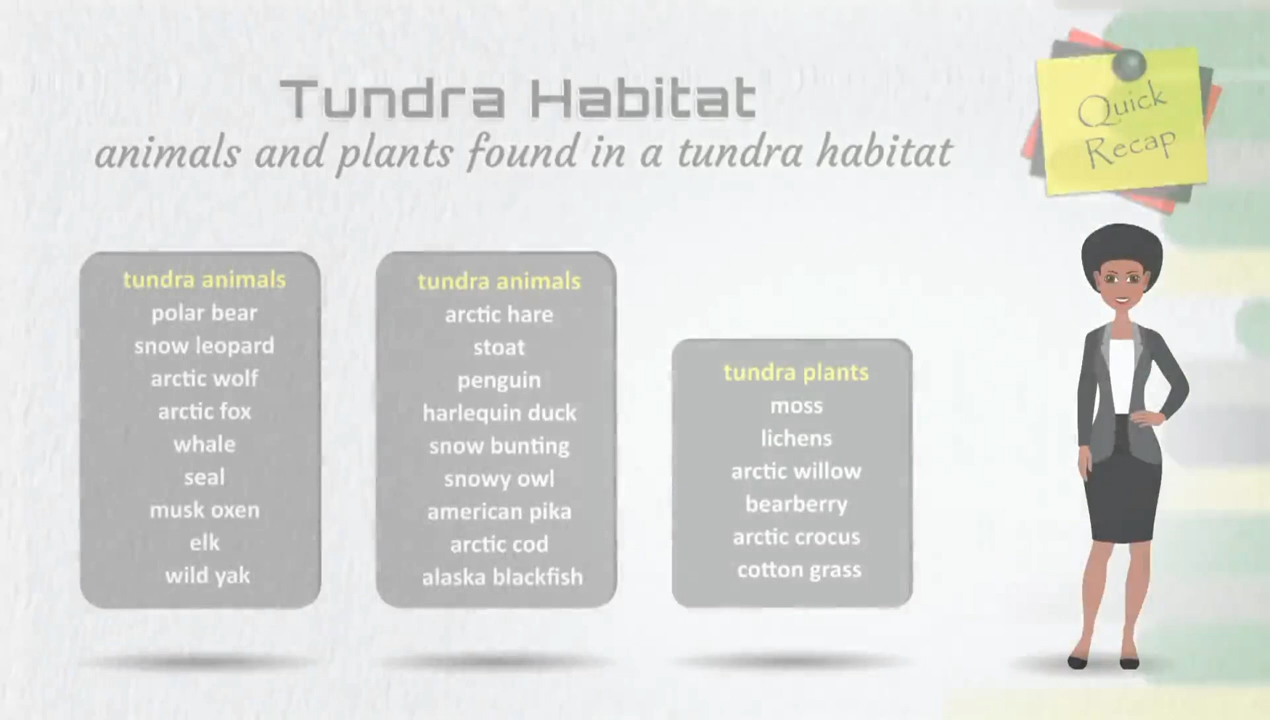 Tundra Habitat
animals and plants found in a tundra habitat
Quick
Recap
tundra animals
polar bear
snow leopard
arctic wolf
arctic fox
whale
seal
musk oxen
elk
wild yak
tundra animals
arctic hare
stoat
penguin
harlequin duck
snow bunting
snowy owl
american pika
arctic cod
alaska blackfish
tundra plants
moss
lichens
arctic willow
bearberry
arctic crocus
cotton grass